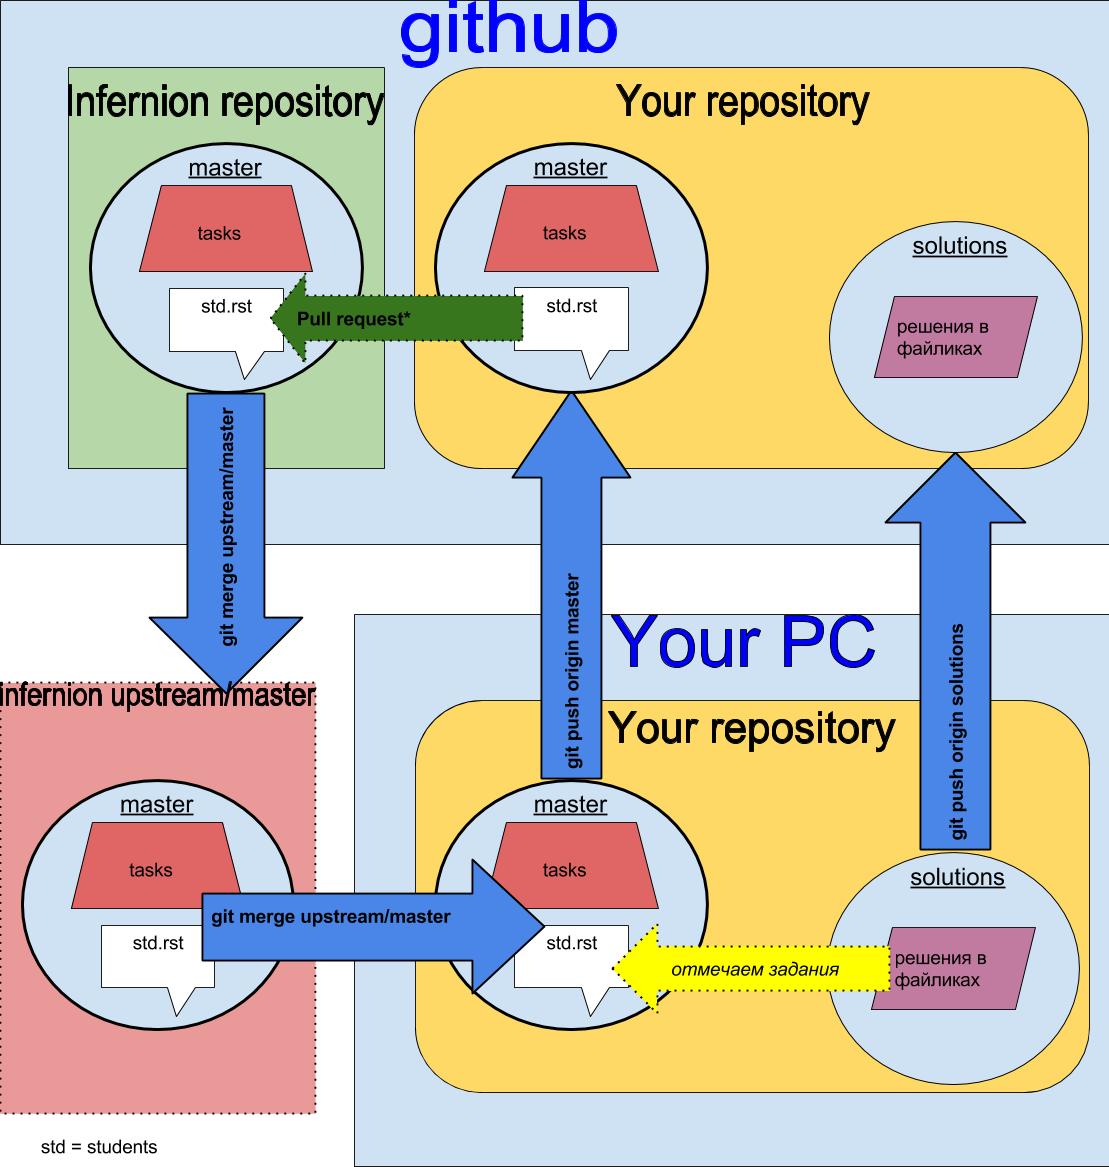 github
Infernion repository
Your repository
master
tasks
std.rst
master
tasks
std.rst
Pull request*
solutions
решения в
файликах
git merge upstream/master
git push origin master
git push origin solutions
Your PC
infernion upstream/master
Your repository
master
tasks
std.rst
git merge upstream/master
master
tasks
std.rst
отмечаем задания
solutions
решения в
файликах
std = students